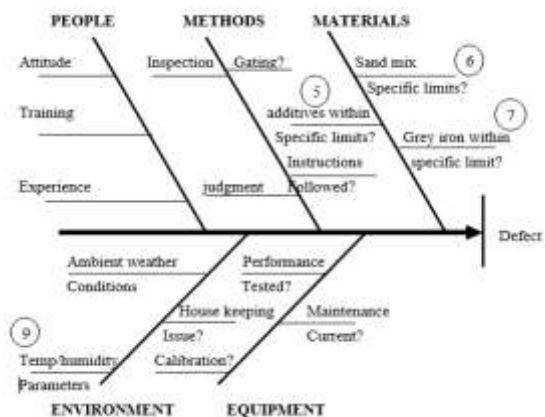 PEOPLE METHODS MATERIALS
Attitude Inspection Gating? Sand mix 6
5 Specific limits?
Training additives within 7
Specific limits? Grey iron within
Instructions specific limit?
Experience judgment Followed?
Defect
Ambient weather Performance
Conditions Tested?
House keeping Maintenance
9 Issue? Current?
Temp/humidity Calibration?
Parameters
ENVIRONMENT EQUIPMENT